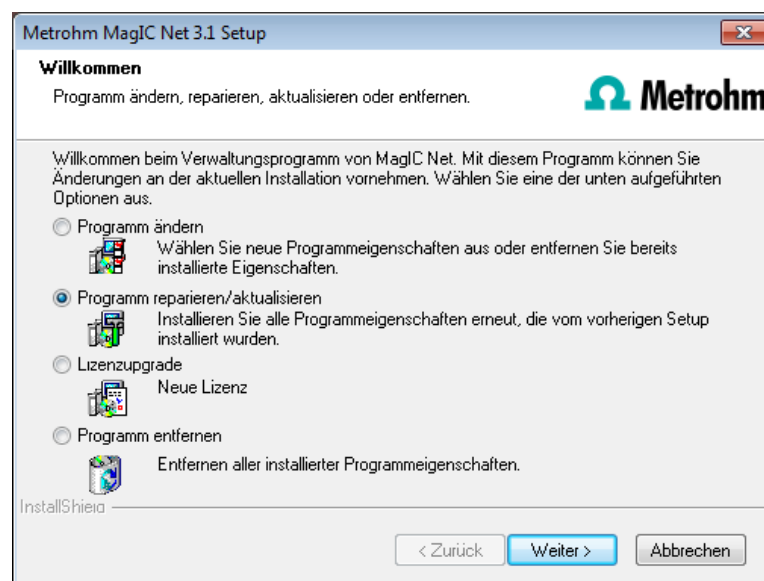 Metrohm MagIC Net 3.1 Setup
Willkommen
Programm ändern, reparieren, aktualisieren oder entfernen.
Metrohm
Willkommen beim Verwaltungsprogramm von MagIC Net. Mit diesem Programm können Sie
Änderungen an der aktuellen Installation vornehmen. Wählen Sie eine der unten aufgeführten
Optionen aus.
Programm ändern
Wählen Sie neue Programmeigenschaften aus oder entfernen Sie bereits
installierte Eigenschaften.
Programm reparieren/aktualisieren
Installieren Sie alle Programmeigenschaften erneut, die vom vorherigen Setup
installiert wurden.
Lizenzupgrade
Neue Lizenz
Programm entfernen
Entfernen aller installierter Programmeigenschaften.
InstallShield
< Zurück
Weiter >
Abbrechen